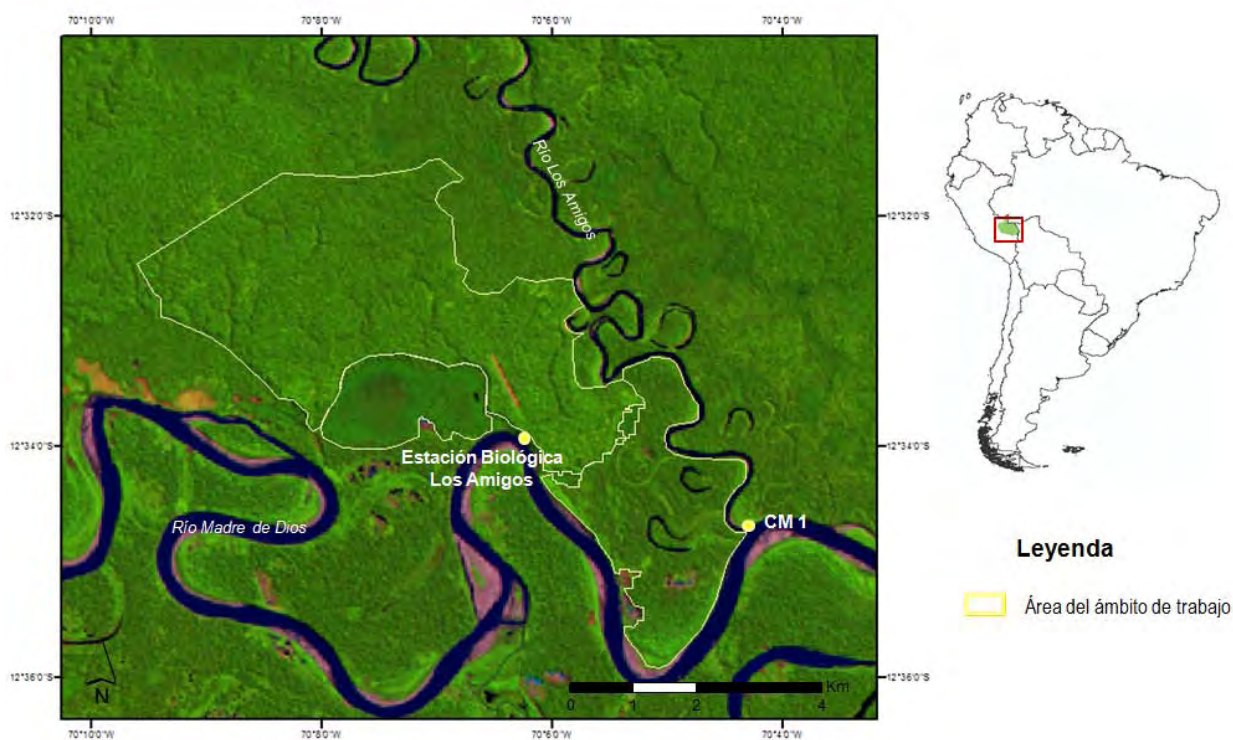 70°10'0"W
70°8'0"W
70°6'0"W
70°4'0"W
12°32'0"S
12°32'0"S
Río Los Amigos
12°34'0"S
12°34'0"S
Estación Biológica
Los Amigos
Río Madre de Dios
CM 1
Leyenda
Área del ámbito de trabajo
12°36'0"S
12°36'0"S
N
Km
0 1 2 4
70°10'0"W
70°8'0"W
70°6'0"W
70°4'0"W